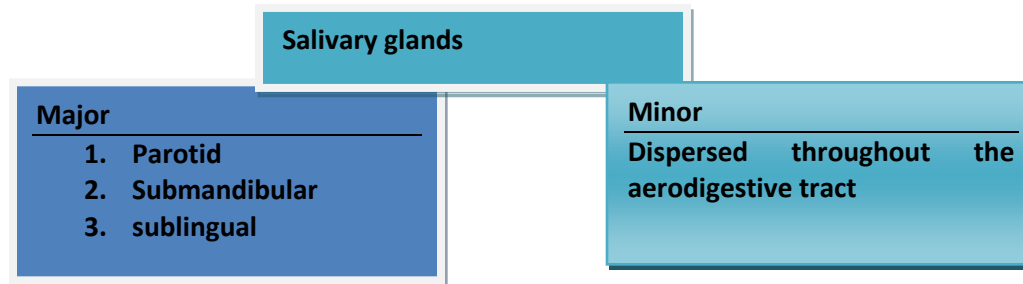 Salivary glands
Major
1. Parotid
2. Submandibular
3. sublingual
Minor
Dispersed throughout the
aerodigestive tract